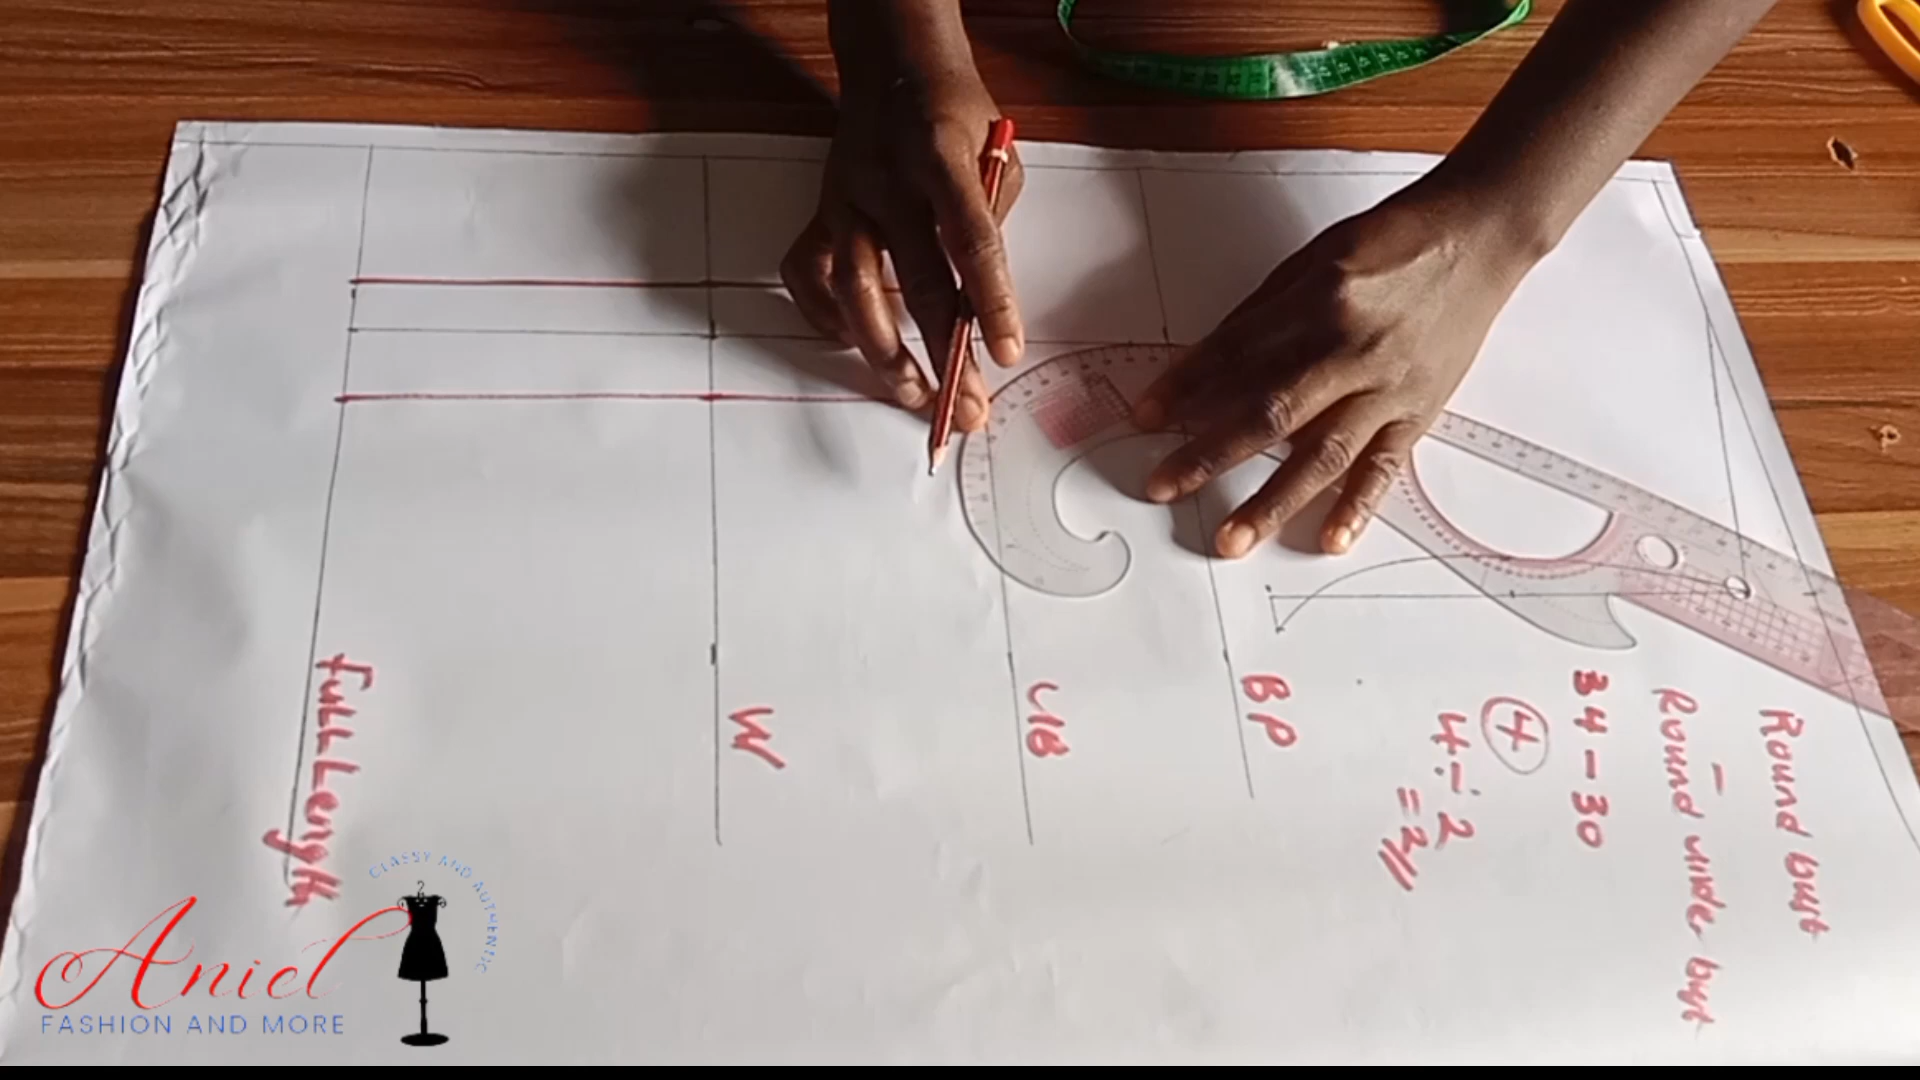 Round bust
-
Round under bust
34 - 30
4
4 ÷ 2
= 2
BP
UB
W
full Length
CLASSY AND AUTHENTIC
Aniel
FASHION AND MORE